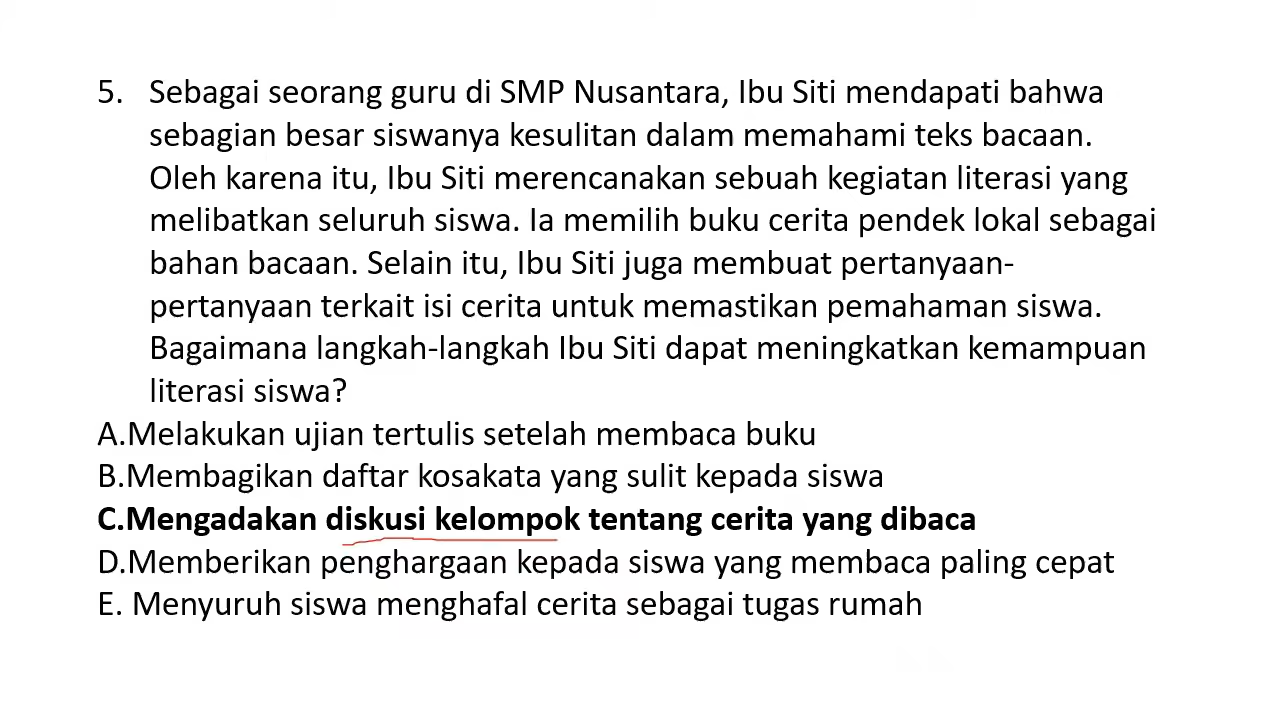 5. Sebagai seorang guru di SMP Nusantara, Ibu Siti mendapati bahwa
sebagian besar siswanya kesulitan dalam memahami teks bacaan.
Oleh karena itu, Ibu Siti merencanakan sebuah kegiatan literasi yang
melibatkan seluruh siswa. Ia memilih buku cerita pendek lokal sebagai
bahan bacaan. Selain itu, Ibu Siti juga membuat pertanyaan-
pertanyaan terkait isi cerita untuk memastikan pemahaman siswa.
Bagaimana langkah-langkah Ibu Siti dapat meningkatkan kemampuan
literasi siswa?
A.Melakukan ujian tertulis setelah membaca buku
B.Membagikan daftar kosakata yang sulit kepada siswa
C.Mengadakan diskusi kelompok tentang cerita yang dibaca
D.Memberikan penghargaan kepada siswa yang membaca paling cepat
E. Menyuruh siswa menghafal cerita sebagai tugas rumah